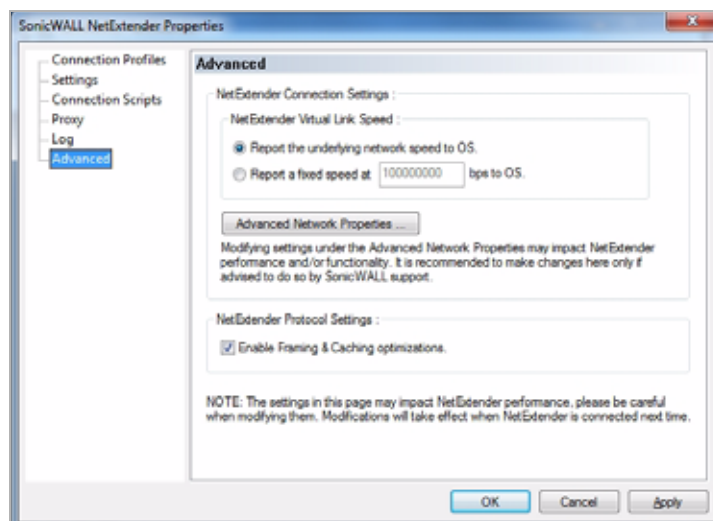 SonicWALL NetExtender Properties
Connection Profiles
Settings
Connection Scripts
Proxy
Log
Advanced
Advanced
NetExtender Connection Settings :
NetExtender Virtual Link Speed :
Report the underlying network speed to OS.
Report a fixed speed at 100000000 bps to OS.
Advanced Network Properties ...
Modifying settings under the Advanced Network Properties may impact NetExtender
performance and/or functionality. It is recommended to make changes here only if
advised to do so by SonicWALL support.
NetExtender Protocol Settings :
Enable Framing & Caching optimizations.
NOTE: The settings in this page may impact NetExtender performance, please be careful
when modifying them. Modifications will take effect when NetExtender is connected next time.
OK Cancel Apply